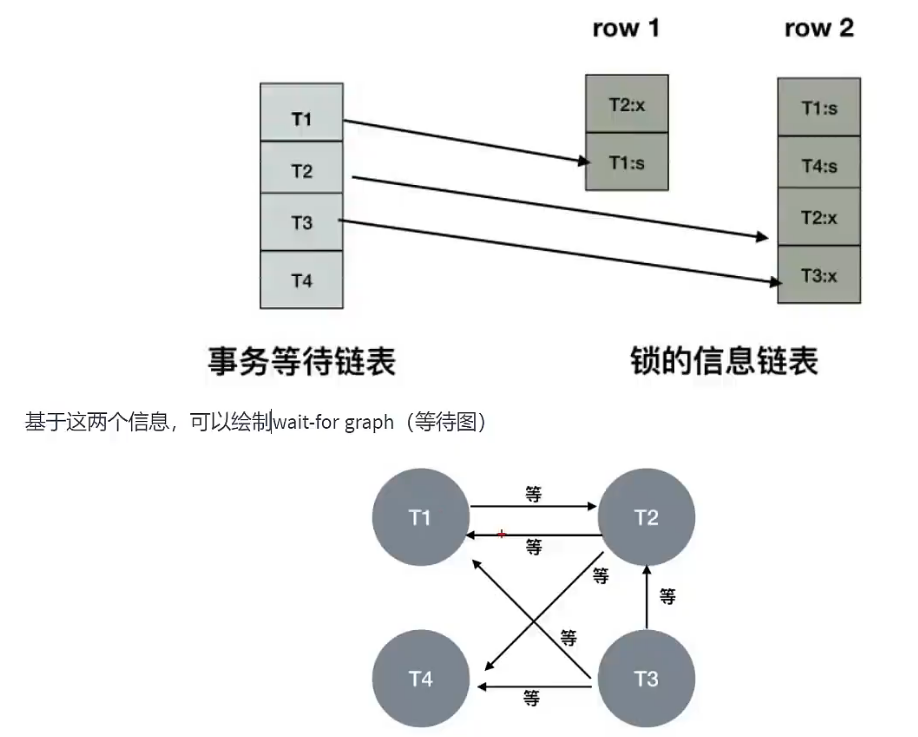 row 1
row 2
T2:x
T1:s
T1:s
T4:s
T2:x
T3:x
T1
T2
T3
T4
事务等待链表
锁的信息链表
基于这两个信息，可以绘制wait-for graph（等待图）
T1
等
T2
等
等
等
等
T4
等
T3